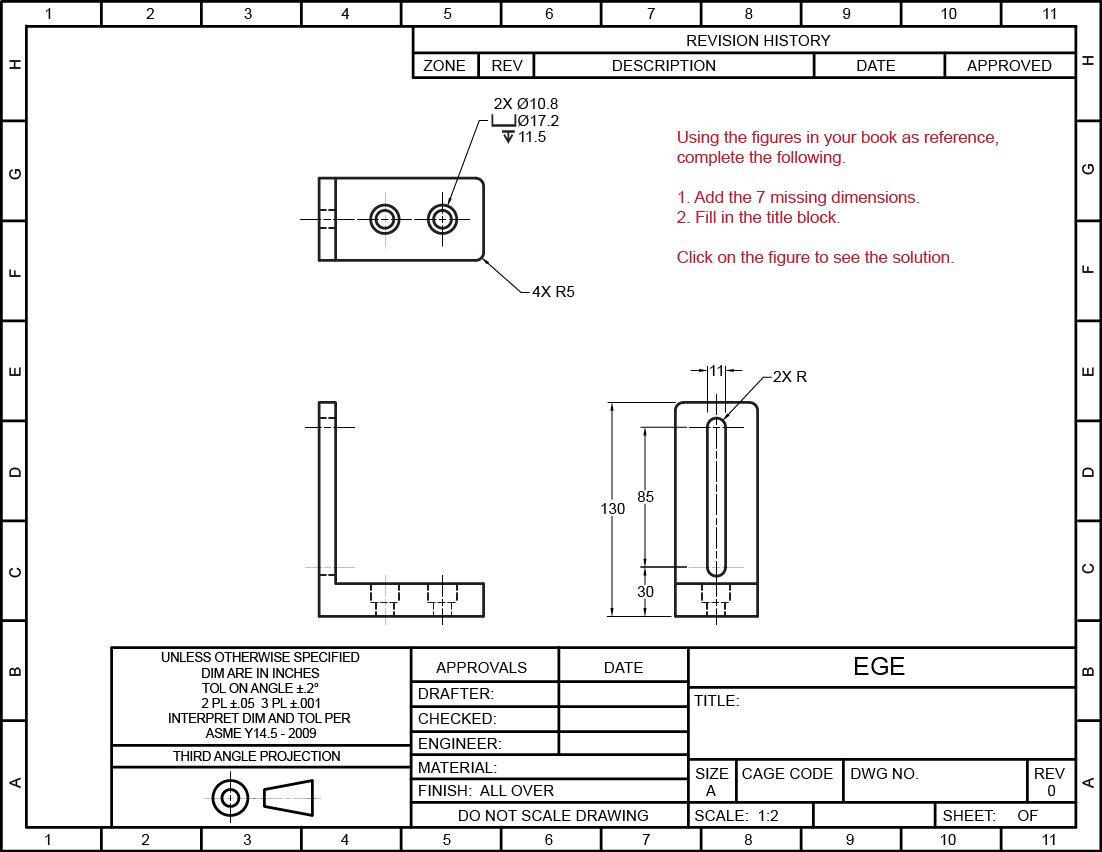 1 2 3 4 5 6 7 8 9 10 11
REVISION HISTORY
ZONE REV DESCRIPTION DATE APPROVED
H H
2X Ø10.8
Ø17.2
11.5
Using the figures in your book as reference,
complete the following.
G G
1. Add the 7 missing dimensions.
2. Fill in the title block.
Click on the figure to see the solution.
F F
4X R5
E E
11
2X R
D D
85
130
C C
30
UNLESS OTHERWISE SPECIFIED
DIM ARE IN INCHES
TOL ON ANGLE ±.2°
2 PL ±.05 3 PL ±.001
INTERPRET DIM AND TOL PER
ASME Y14.5 - 2009
THIRD ANGLE PROJECTION
APPROVALS DATE
DRAFTER:
CHECKED:
ENGINEER:
MATERIAL:
FINISH: ALL OVER
DO NOT SCALE DRAWING
EGE
TITLE:
SIZE
A
CAGE CODE
DWG NO.
REV
0
SCALE: 1:2
SHEET: OF
B B
A A
1 2 3 4 5 6 7 8 9 10 11